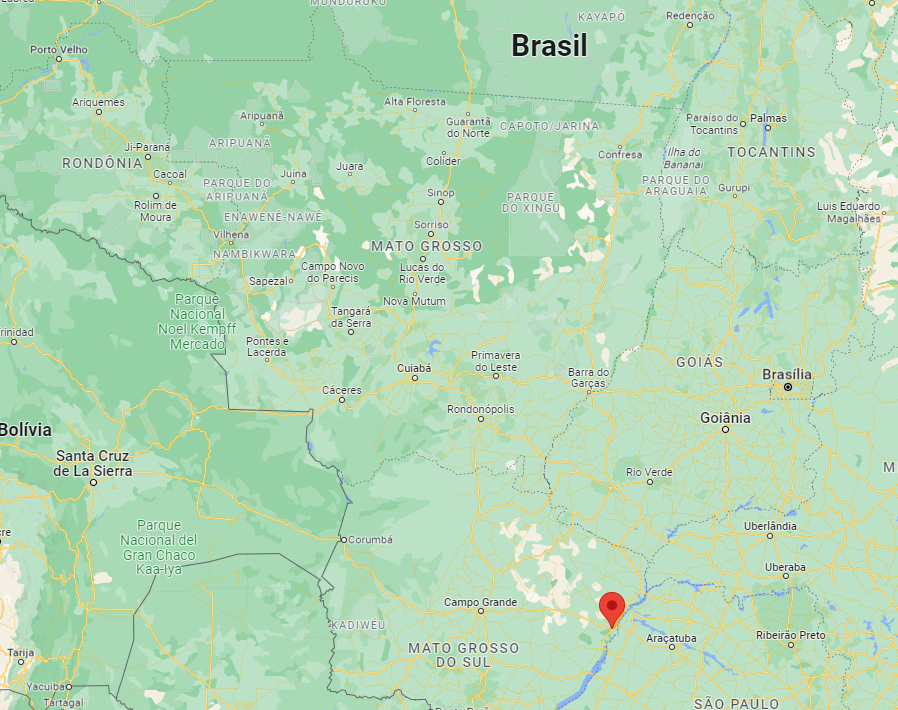 MUNDURUKÚ
KAYAPÓ
Redenção
Brasil
Porto Velho
Ariquemes
Alta Floresta
Aripuanã
Guarantã
do Norte
CAPOTO/JARINA
Paraíso do
Tocantins
Palmas
ARIPUANÃ
Ji-Paraná
RONDÔNIA
Colíder
Confresa
Ilha do
Bananal
TOCANTINS
Juara
Cacoal
Juína
PARQUE DO
ARIPUANÃ
PARQUE DO
ARAGUAIA
Gurupi
Sinop
PARQUE
DO XINGU
Rolim de
Moura
ENAWENÊ-NAWÊ
Luis Eduardo
Magalhães
Sorriso
Vilhena
MATO GROSSO
NAMBIKWARA
Campo Novo
do Parecis
Lucas do
Rio Verde
Sapezal
Parque
Nacional
Noel Kempff
Mercado
Nova Mutum
Tangará
da Serra
rinidad
Pontes e
Lacerda
Primavera
do Leste
Cuiabá
GOIÁS
Barra do
Garças
Brasília
Cáceres
Rondonópolis
Goiânia
Bolívia
Santa Cruz
de La Sierra
M
Rio Verde
Parque
Nacional del
Gran Chaco
Kaa-Iya
cre
Uberlândia
Corumbá
Uberaba
Campo Grande
KADIWÉU
Araçatuba
Ribeirão Preto
MATO GROSSO
DO SUL
Tarija
Yacuiba
Tartagal
SÃO PAULO